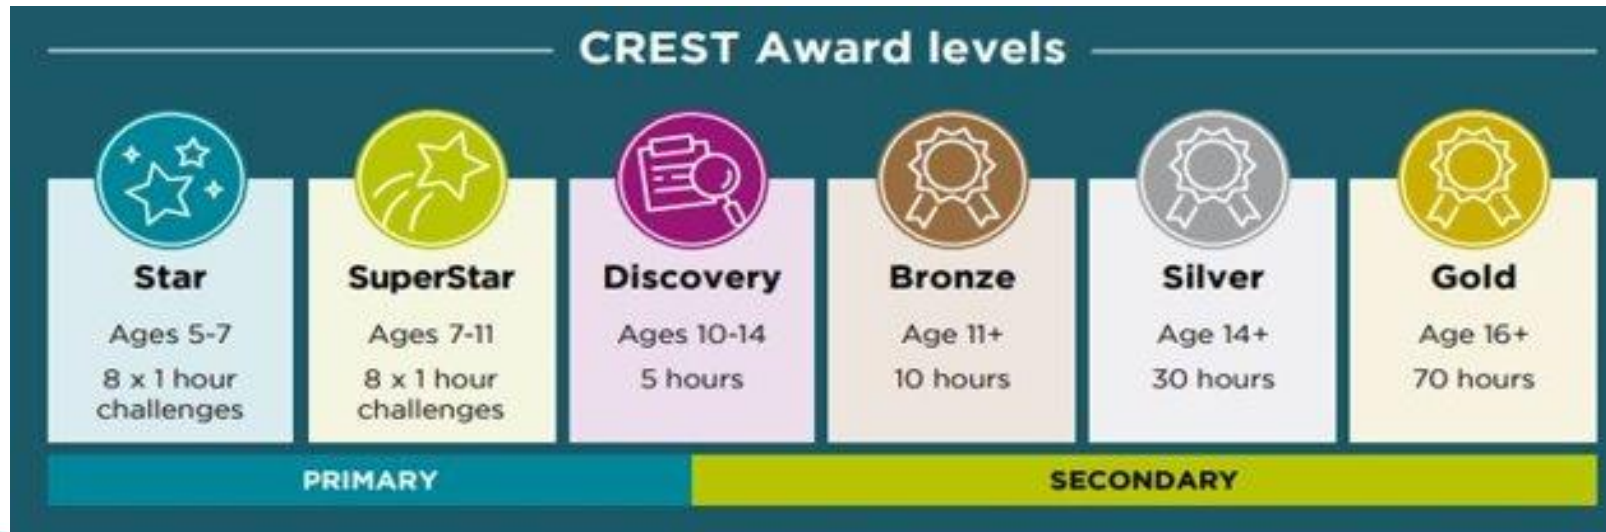 CREST Award levels
Star
Ages 5-7
8 x 1 hour
challenges
SuperStar
Ages 7-11
8 x 1 hour
challenges
Discovery
Ages 10-14
5 hours
Bronze
Age 11+
10 hours
Silver
Age 14+
30 hours
Gold
Age 16+
70 hours
PRIMARY
SECONDARY